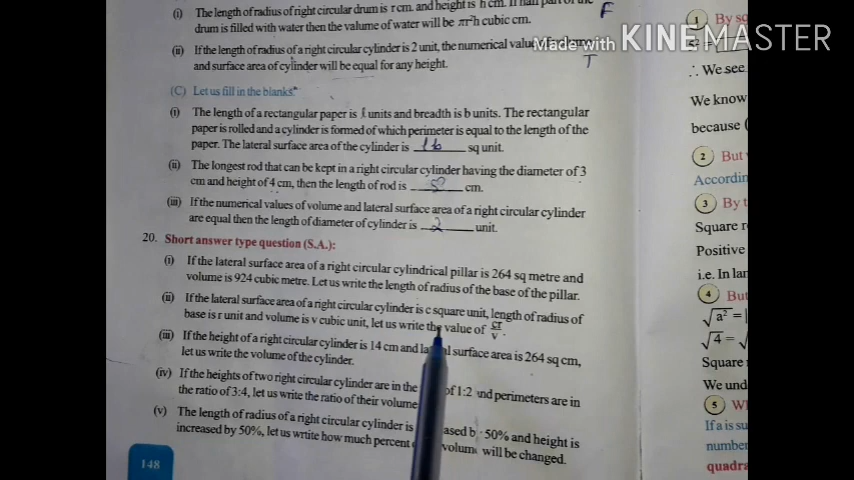 (i) The length of radius of right circular drum is r cm. and height is h cm. If half part of the
drum is filled with water then the valume of water will be πr²h cubic cm.
F
(ii) If the length of radius of a right circular cylinder is 2 unit, the numerical value
and surface area of cylinder will be equal for any height.
T
Made with KINEMASTER
(C) Let us fill in the blanks:
(i) The length of a rectangular paper is l units and breadth is b units. The rectangular
paper is rolled and a cylinder is formed of which perimeter is equal to the length of the
paper. The lateral surface area of the cylinder is lb sq unit.
(ii) The longest rod that can be kept in a right circular cylinder having the diameter of 3
cm and height of 4 cm, then the length of rod is 5 cm.
(iii) If the numerical values of volume and lateral surface area of a right circular cylinder
are equal then the length of diameter of cylinder is 2 unit.
20. Short answer type question (S.A.):
(i) If the lateral surface area of a right circular cylindrical pillar is 264 sq metre and
volume is 924 cubic metre. Let us write the length of radius of the base of the pillar.
(ii) If the lateral surface area of a right circular cylinder is c square unit, length of radius of
base is r unit and volume is v cubic unit, let us write the value of cr/v .
(iii) If the height of a right circular cylinder is 14 cm and surface area is 264 sq cm,
let us write the volume of the cylinder.
(iv) If the heights of two right circular cylinder are in the of 1:2 and perimeters are in
the ratio of 3:4, let us write the ratio of their volume
(v) The length of radius of a right circular cylinder is 50% and height is
increased by 50%, let us wrtite how much percent volume will be changed.
148
1 By
∴ We see
We know
because (
2 But
According
3 By t
Square
Positive
i.e. In
4 But
√a² =
√4 =
Square
We und
5
If a is su
number
quadra